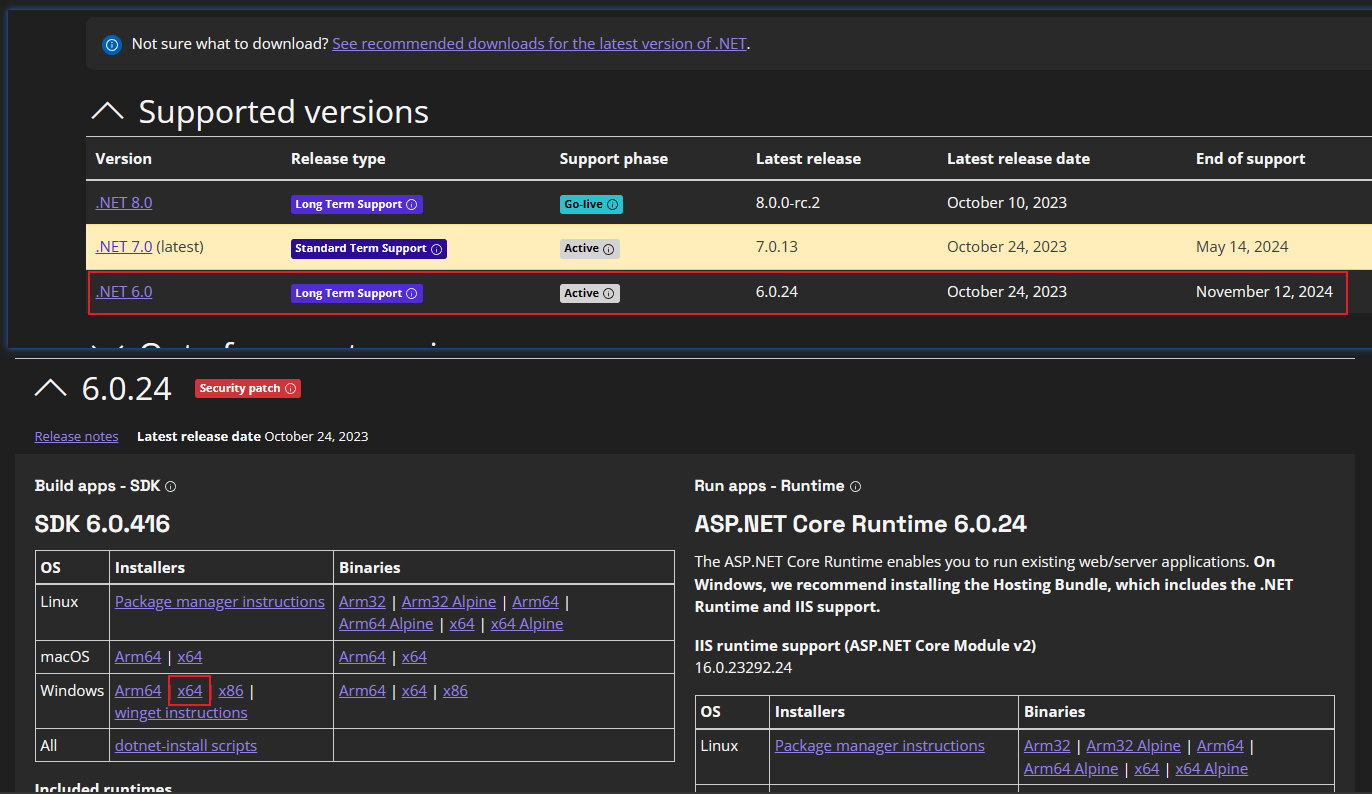 Not sure what to download? See recommended downloads for the latest version of .NET.
Supported versions
Version Release type Support phase Latest release Latest release date End of support
.NET 8.0 Long Term Support Go-live 8.0.0-rc.2 October 10, 2023
.NET 7.0 (latest) Standard Term Support Active 7.0.13 October 24, 2023 May 14, 2024
.NET 6.0 Long Term Support Active 6.0.24 October 24, 2023 November 12, 2024
6.0.24 Security patch
Release notes Latest release date October 24, 2023
Build apps - SDK
SDK 6.0.416
OS Installers Binaries
Linux Package manager instructions Arm32 | Arm32 Alpine | Arm64 |
Arm64 Alpine | x64 | x64 Alpine
macOS Arm64 | x64 Arm64 | x64
Windows Arm64 x64 x86 | Arm64 | x64 | x86
winget instructions
All dotnet-install scripts
Included runtimes
Run apps - Runtime
ASP.NET Core Runtime 6.0.24
The ASP.NET Core Runtime enables you to run existing web/server applications. On
Windows, we recommend installing the Hosting Bundle, which includes the .NET
Runtime and IIS support.
IIS runtime support (ASP.NET Core Module v2)
16.0.23292.24
OS Installers Binaries
Linux Package manager instructions Arm32 | Arm32 Alpine | Arm64 |
Arm64 Alpine | x64 | x64 Alpine